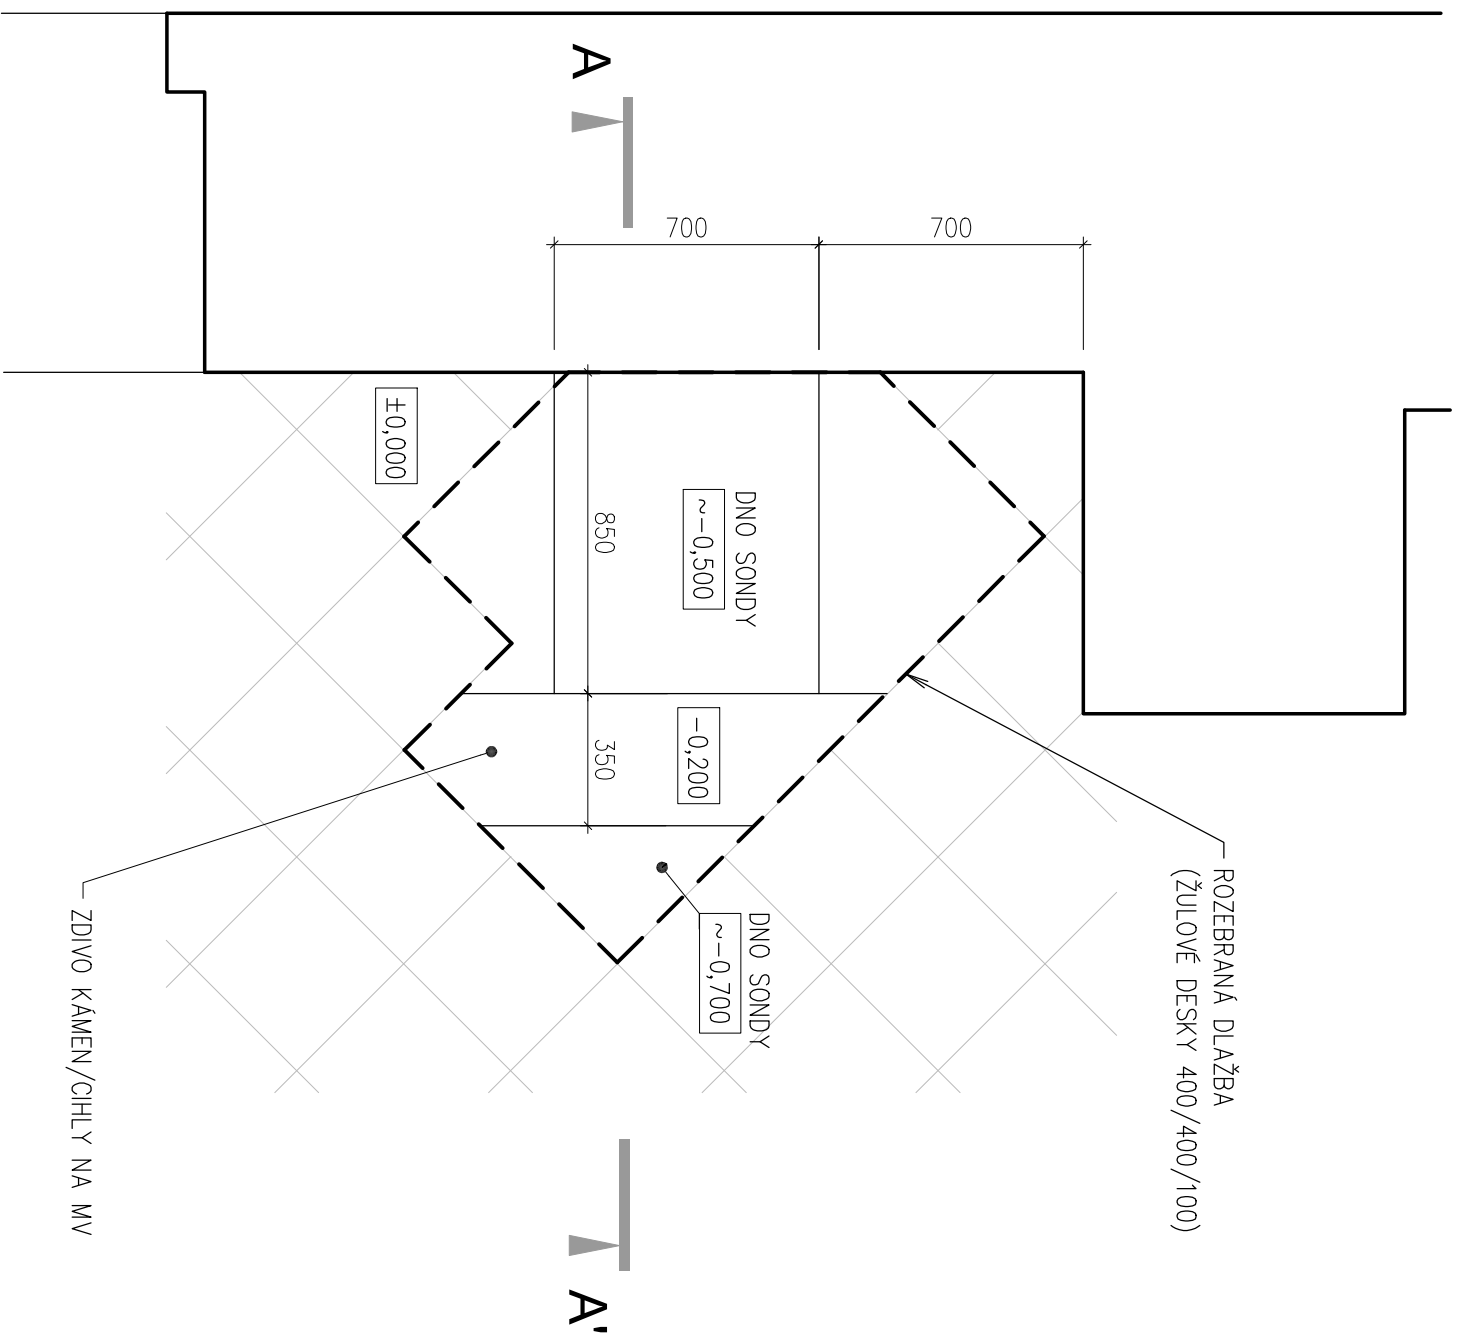 A
700
700
±0,000
850
DNO SONDY
~-0,500
350
-0,200
DNO SONDY
~-0,700
ROZEBRANÁ DLAŽBA
(ŽULOVÉ DESKY 400/400/100)
ZDIVO KÁMEN/CIHLY NA MV
A'